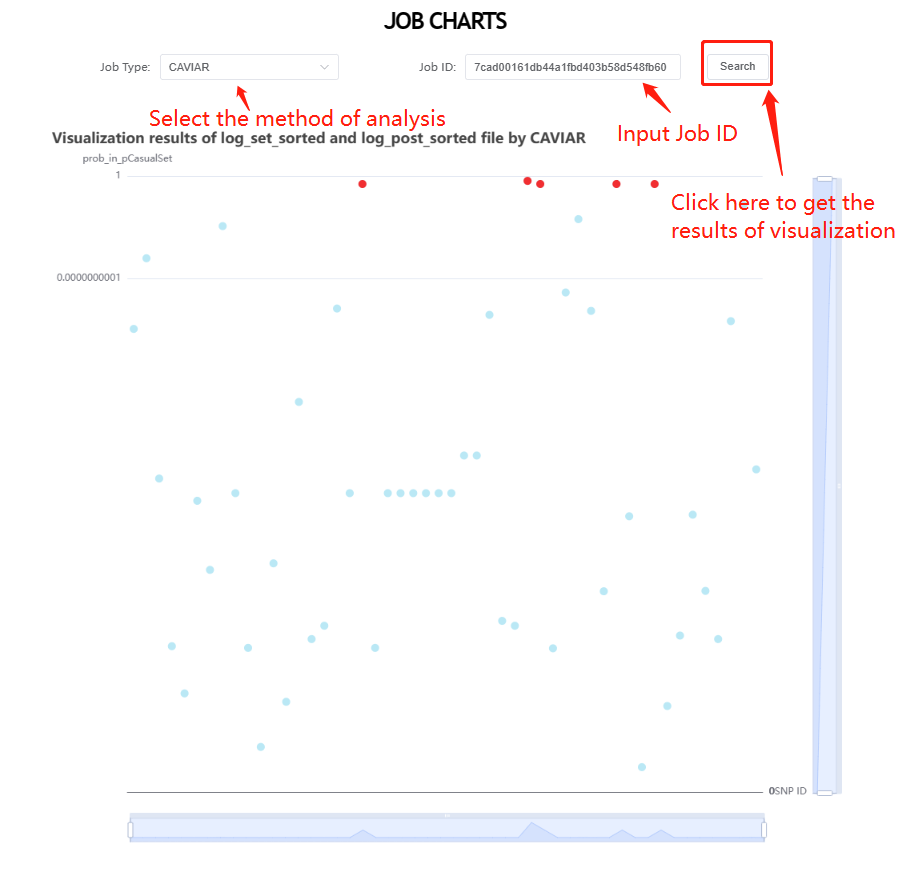 JOB CHARTS
Job Type: CAVIAR Job ID: 7cad00161db44a1fbd403b58d548fb60 Search
Select the method of analysis
Input Job ID
Visualization results of log_set_sorted and log_post_sorted file by CAVIAR
prob_in_pCasualSet
1
Click here to get the
results of visualization
0.0000000001
0SNP ID